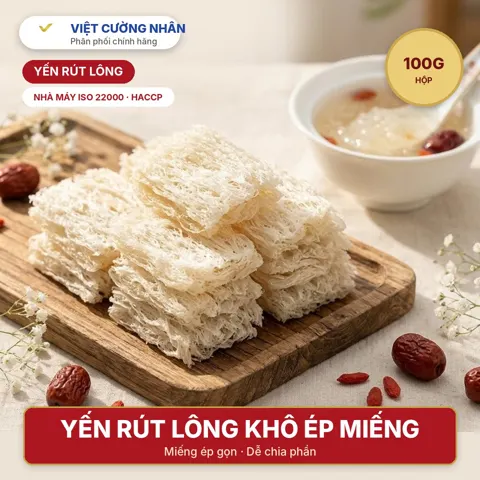 VIỆT CƯỜNG NHÂN
Phân phối chính hãng
YẾN RÚT LÔNG
NHÀ MÁY ISO 22000 · HACCP
100G
HỘP
YẾN RÚT LÔNG KHÔ ÉP MIẾNG
Miếng ép gọn · Dễ chia phần